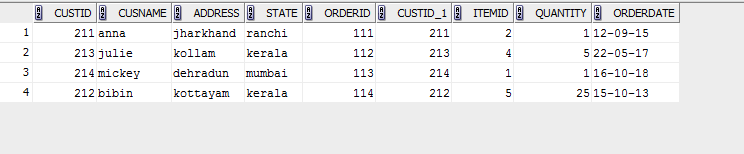 CUSTID CUSNAME ADDRESS STATE ORDERID CUSTID_1 ITEMID QUANTITY ORDERDATE
1 211 anna jharkhand ranchi 111 211 2 1 12-09-15
2 213 julie kollam kerala 112 213 4 5 22-05-17
3 214 mickey dehradun mumbai 113 214 1 1 16-10-18
4 212 bibin kottayam kerala 114 212 5 25 15-10-13